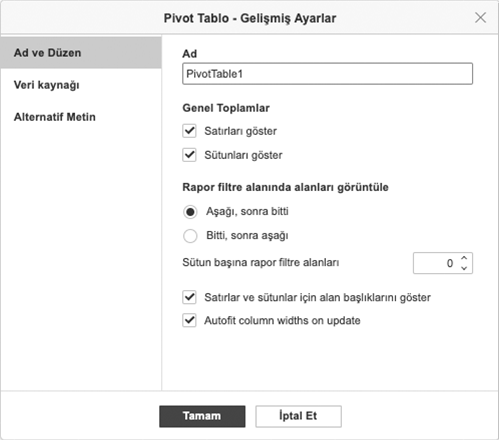 Pivot Tablo - Gelişmiş Ayarlar
Ad ve Düzen
Veri kaynağı
Alternatif Metin
Ad
PivotTable1
Genel Toplamlar
Satırları göster
Sütunları göster
Rapor filtre alanında alanları görüntüle
Aşağı, sonra bitti
Bitti, sonra aşağı
Sütun başına rapor filtre alanları
0
Satırlar ve sütunlar için alan başlıklarını göster
Autofit column widths on update
Tamam
İptal Et